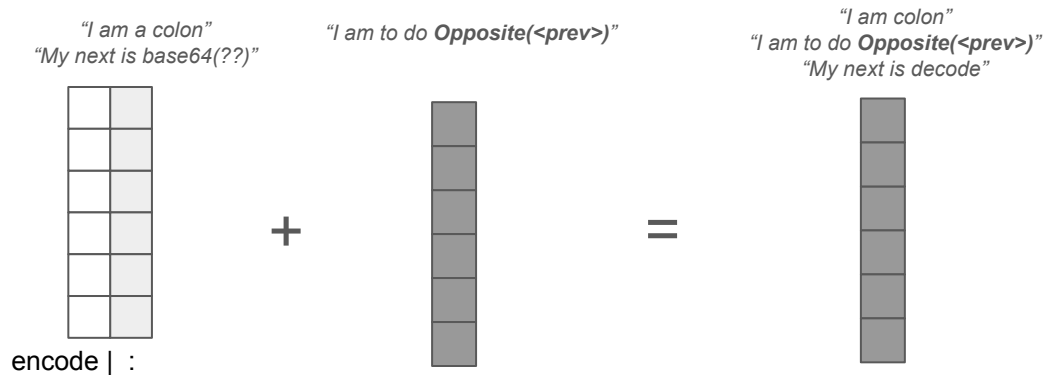 “I am a colon”
“My next is base64(??)”
“I am to do Opposite(<prev>)”
“I am colon”
“I am to do Opposite(<prev>)”
“My next is decode”
+
=
encode | :